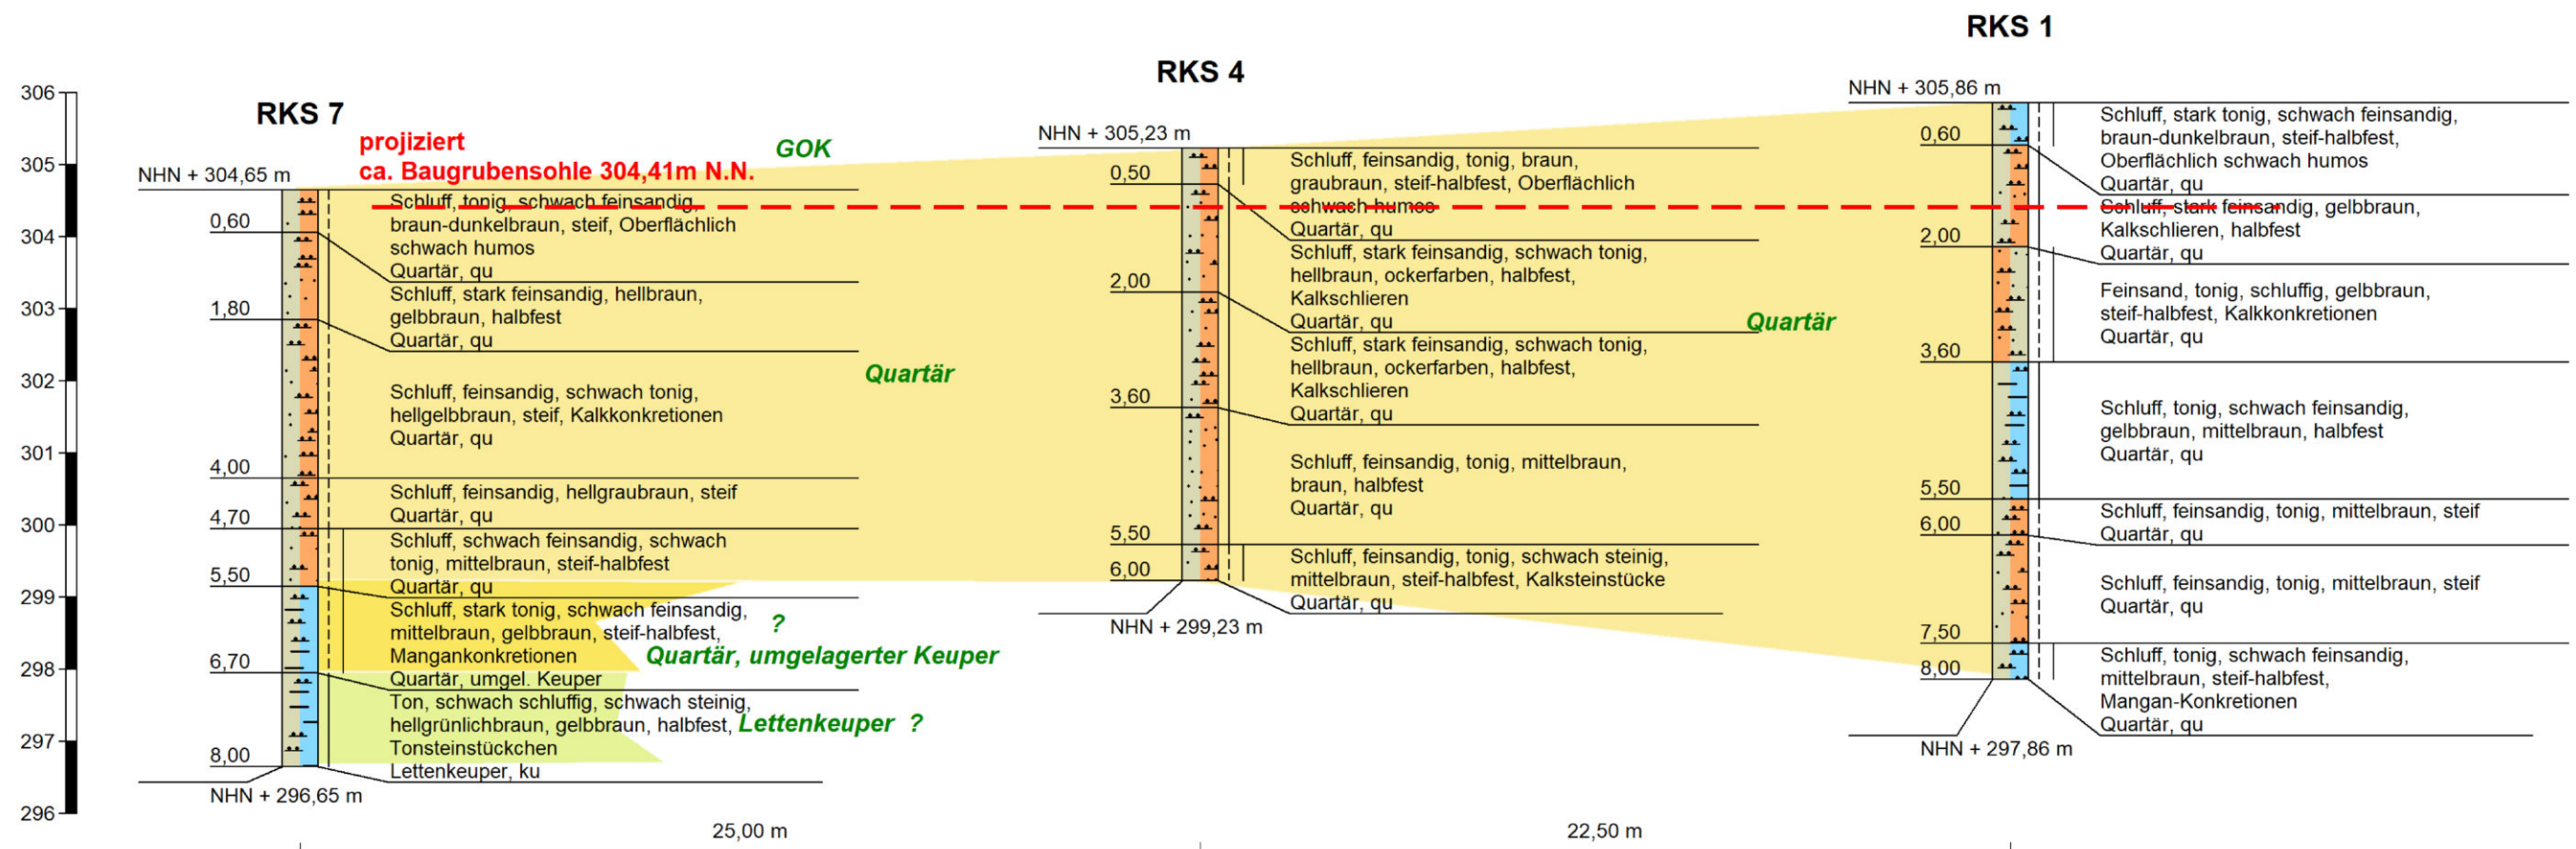 306
305
304
303
302
301
300
299
298
297
296
RKS 7
projiziert
ca. Baugrubensohle 304,41m N.N.
GOK
NHN + 304,65 m
0,60
1,80
4,00
4,70
5,50
6,70
8,00
NHN + 296,65 m
Schluff, tonig, schwach feinsandig,
braun-dunkelbraun, steif, Oberflächlich
schwach humos
Quartär, qu
Schluff, stark feinsandig, hellbraun,
gelbbraun, halbfest
Quartär, qu
Schluff, feinsandig, schwach tonig,
hellgelbbraun, steif, Kalkkonkretionen
Quartär, qu
Schluff, feinsandig, hellgraubraun, steif
Quartär, qu
Schluff, schwach feinsandig, schwach
tonig, mittelbraun, steif-halbfest
Quartär, qu
Schluff, stark tonig, schwach feinsandig,
mittelbraun, gelbbraun, steif-halbfest,
Mangankonkretionen
Quartär, umgel. Keuper
Ton, schwach schluffig, schwach steinig,
hellgrünlichbraun, gelbbraun, halbfest,
Tonsteinstückchen
Lettenkeuper, ku
Quartär
?
Quartär, umgelagerter Keuper
Lettenkeuper ?
RKS 4
NHN + 305,23 m
0,50
2,00
3,60
5,50
6,00
NHN + 299,23 m
Schluff, feinsandig, tonig, braun,
graubraun, steif-halbfest, Oberflächlich
schwach humos
Quartär, qu
Schluff, stark feinsandig, schwach tonig,
hellbraun, ockerfarben, halbfest,
Kalkschlieren
Quartär, qu
Schluff, stark feinsandig, schwach tonig,
hellbraun, ockerfarben, halbfest,
Kalkschlieren
Quartär, qu
Schluff, feinsandig, tonig, mittelbraun,
braun, halbfest
Quartär, qu
Schluff, feinsandig, tonig, schwach steinig,
mittelbraun, steif-halbfest, Kalksteinstücke
Quartär, qu
Quartär
RKS 1
NHN + 305,86 m
0,60
2,00
3,60
5,50
6,00
7,50
8,00
NHN + 297,86 m
Schluff, stark tonig, schwach feinsandig,
braun-dunkelbraun, steif-halbfest,
Oberflächlich schwach humos
Quartär, qu
Schluff, stark feinsandig, gelbbraun,
Kalkschlieren, halbfest
Quartär, qu
Feinsand, tonig, schluffig, gelbbraun,
steif-halbfest, Kalkkonkretionen
Quartär, qu
Schluff, tonig, schwach feinsandig,
gelbbraun, mittelbraun, halbfest
Quartär, qu
Schluff, feinsandig, tonig, mittelbraun, steif
Quartär, qu
Schluff, feinsandig, tonig, mittelbraun, steif
Quartär, qu
Schluff, tonig, schwach feinsandig,
mittelbraun, steif-halbfest,
Mangan-Konkretionen
Quartär, qu
25,00 m
22,50 m